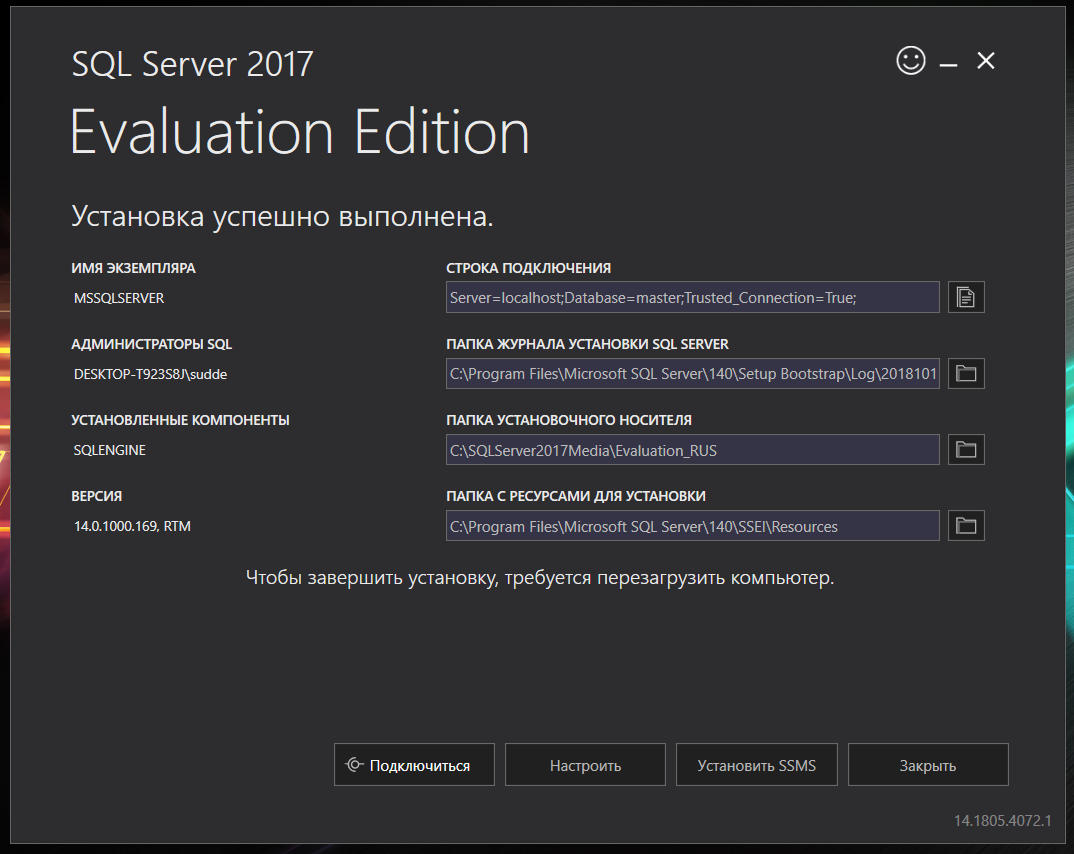 SQL Server 2017
Evaluation Edition
Установка успешно выполнена.
ИМЯ ЭКЗЕМПЛЯРА
MSSQLSERVER
СТРОКА ПОДКЛЮЧЕНИЯ
Server=localhost;Database=master;Trusted_Connection=True;
АДМИНИСТРАТОРЫ SQL
DESKTOP-T923S8J\sudde
ПАПКА ЖУРНАЛА УСТАНОВКИ SQL SERVER
C:\Program Files\Microsoft SQL Server\140\Setup Bootstrap\Log\2018101
УСТАНОВЛЕННЫЕ КОМПОНЕНТЫ
SQLENGINE
ПАПКА УСТАНОВОЧНОГО НОСИТЕЛЯ
C:\SQLServer2017Media\Evaluation_RUS
ВЕРСИЯ
14.0.1000.169, RTM
ПАПКА С РЕСУРСАМИ ДЛЯ УСТАНОВКИ
C:\Program Files\Microsoft SQL Server\140\SSEI\Resources
Чтобы завершить установку, требуется перезагрузить компьютер.
Подключиться
Настроить
Установить SSMS
Закрыть
14.1805.4072.1